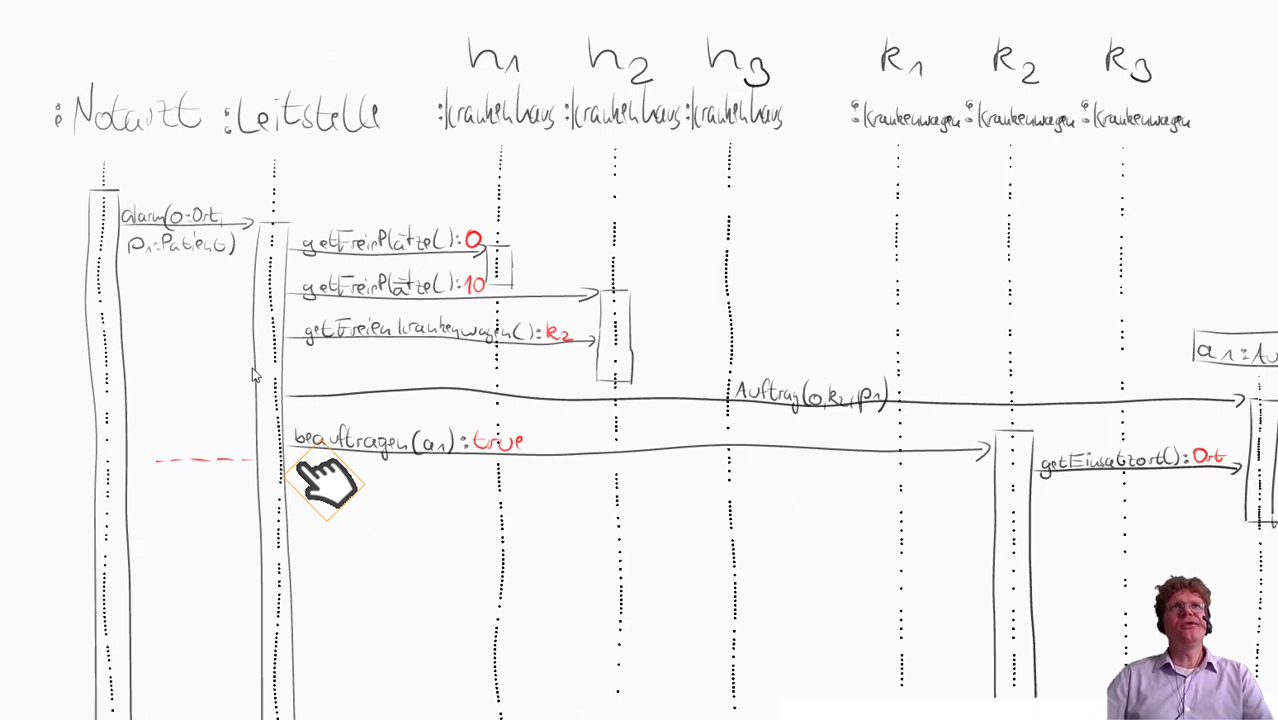 h1 h2 h3 k1 k2 k3
:Notarzt :Leitstelle :Krankenhaus :Krankenhaus :Krankenhaus :Krankenwagen :Krankenwagen :Krankenwagen
alarm(o:Ort,
p1:Patient)
getFreiePlätze():0
getFreiePlätze():10
getFreienKrankenwagen():k2
a1:Au
Auftrag(o,k2,p1)
beauftragen(a1):true
getEinsatzort():Ort